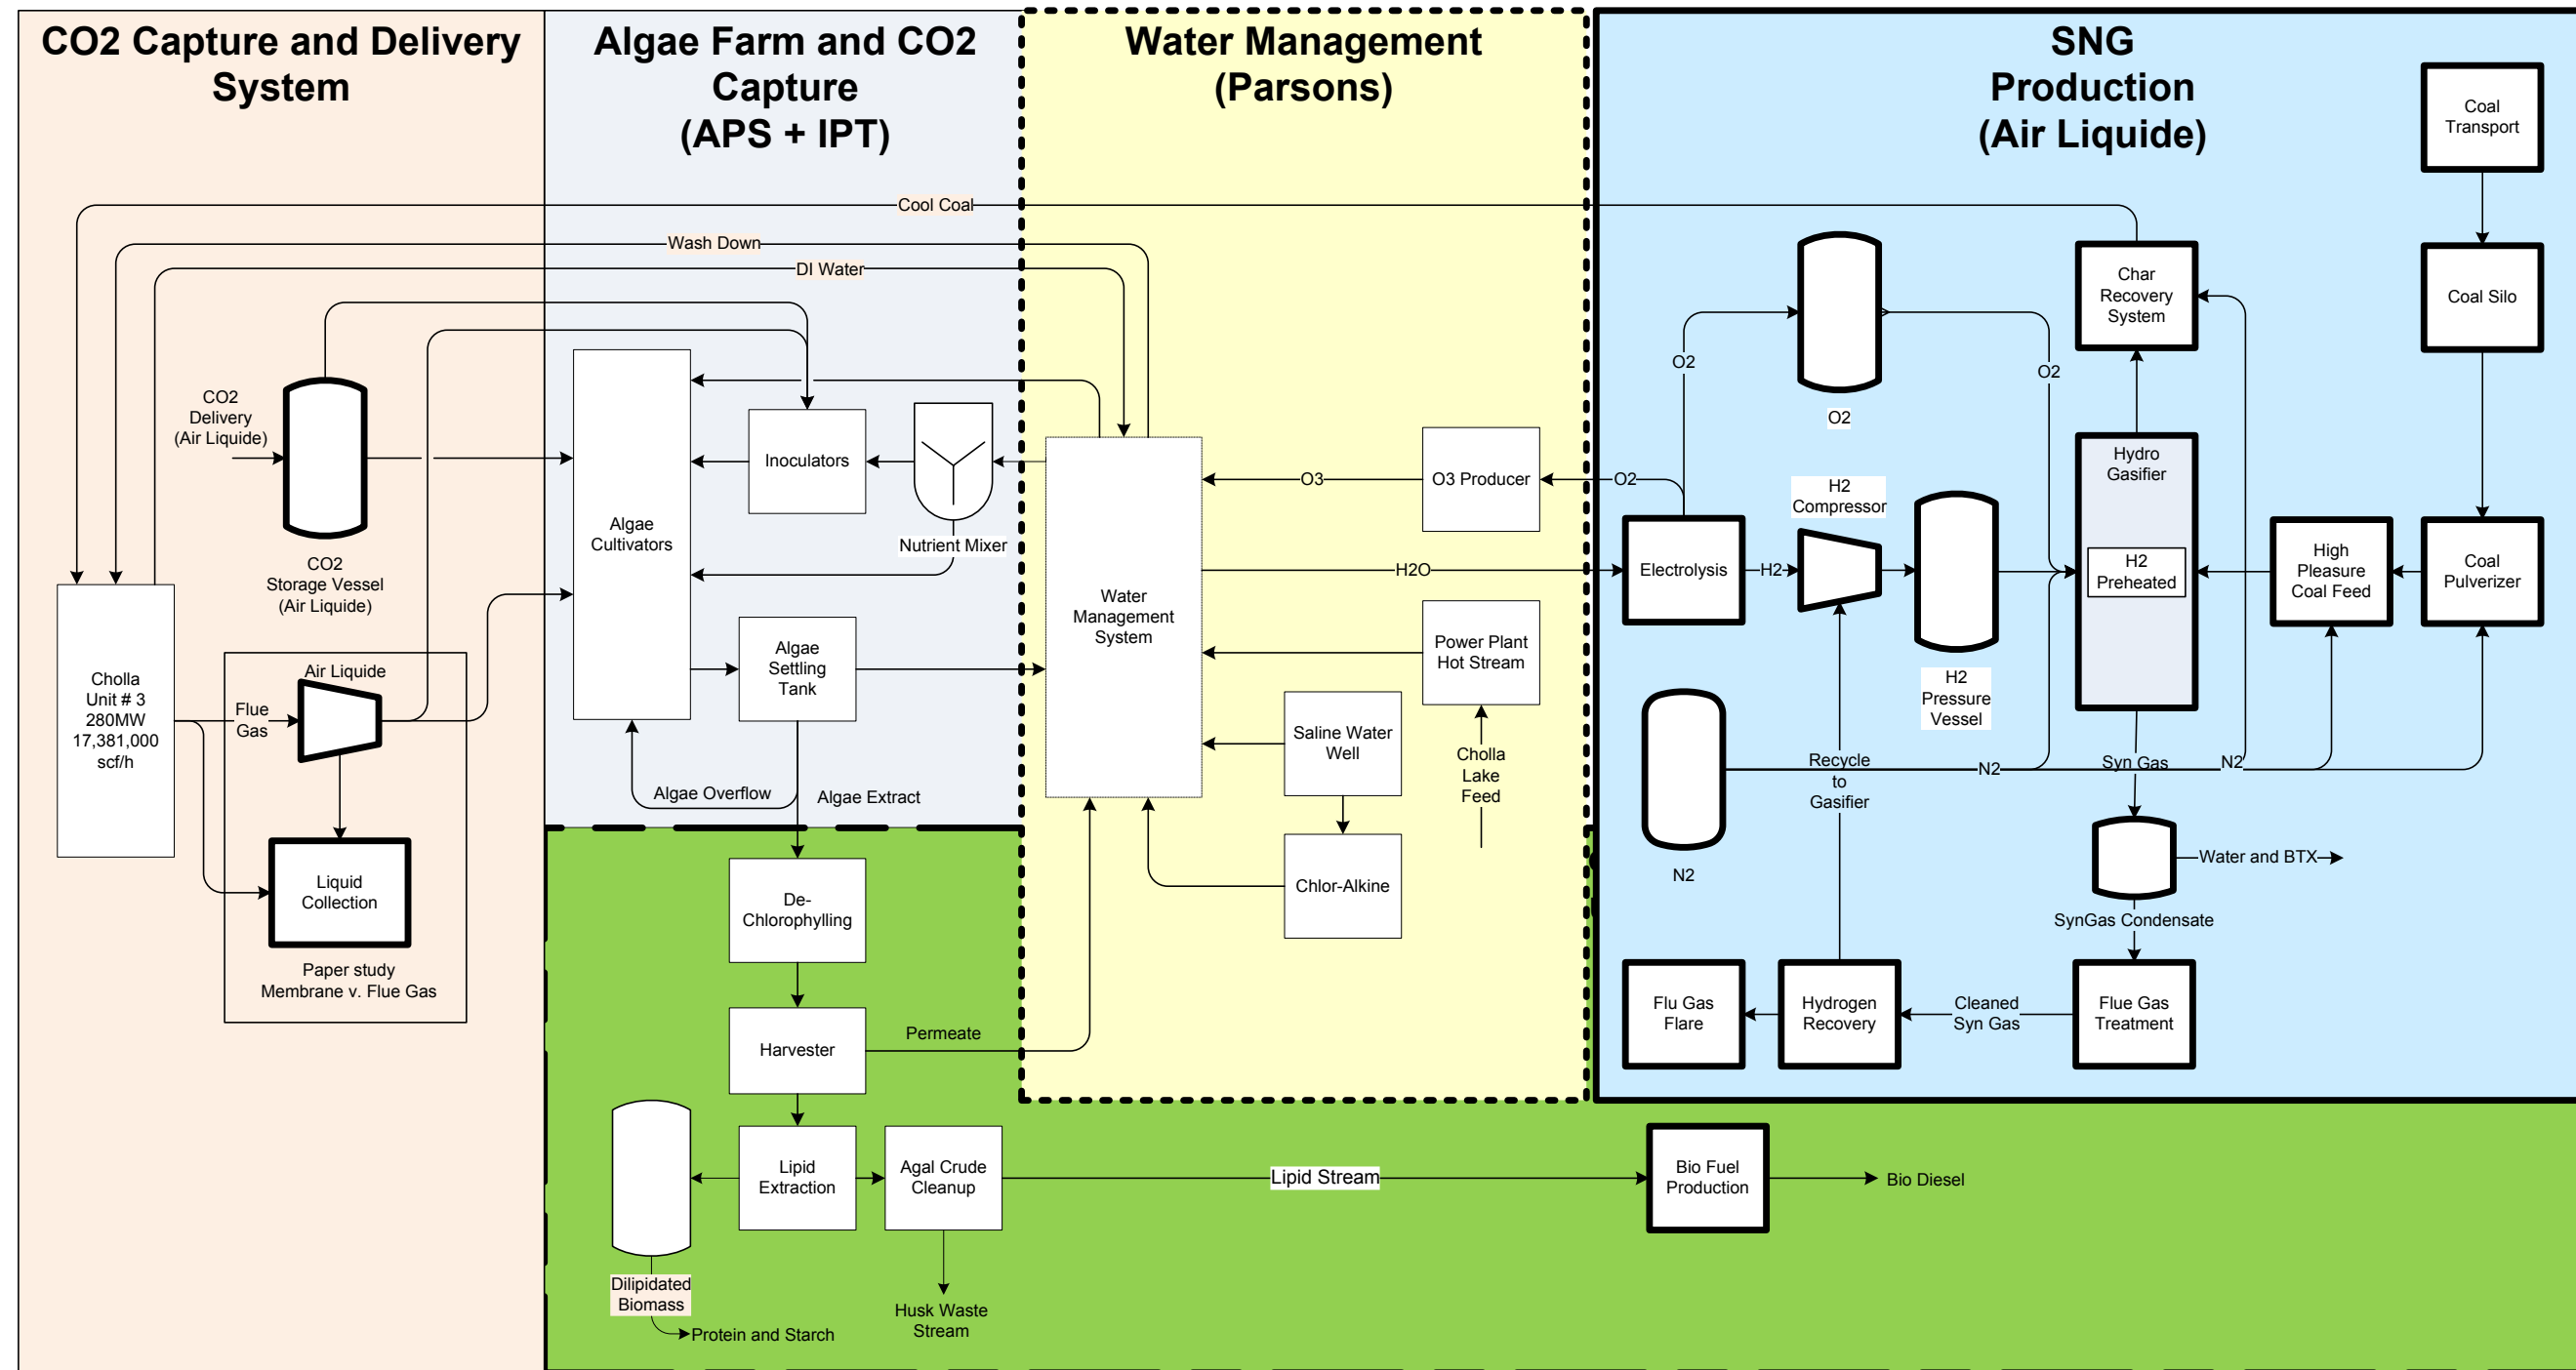 CO2 Capture and Delivery
System
Algae Farm and CO2
Capture
(APS + IPT)
Water Management
(Parsons)
SNG
Production
(Air Liquide)
Coal
Transport
Cool Coal
Wash Down
DI Water
Char
Recovery
System
Coal Silo
O2
O2
O2
CO2
Delivery
(Air Liquide)
CO2
Storage Vessel
(Air Liquide)
Algae
Cultivators
Inoculators
Nutrient Mixer
Water
Management
System
O3
O3 Producer
O2
H2O
Electrolysis
H2
H2
Compressor
H2
Pressure
Vessel
Hydro
Gasifier
H2
Preheated
High
Pleasure
Coal Feed
Coal
Pulverizer
Cholla
Unit # 3
280MW
17,381,000
scf/h
Flue
Gas
Air Liquide
Liquid
Collection
Paper study
Membrane v. Flue Gas
Algae
Settling
Tank
Algae Overflow
Algae Extract
Power Plant
Hot Stream
Saline Water
Well
Cholla
Lake
Feed
Chlor-Alkine
N2
Recycle
to
Gasifier
N2
Syn Gas
N2
Water and BTX
SynGas Condensate
Flu Gas
Flare
Hydrogen
Recovery
Cleaned
Syn Gas
Flue Gas
Treatment
De-
Chlorophylling
Harvester
Permeate
Lipid
Extraction
Agal Crude
Cleanup
Lipid Stream
Bio Fuel
Production
Bio Diesel
Dilipidated
Biomass
Protein and Starch
Husk Waste
Stream